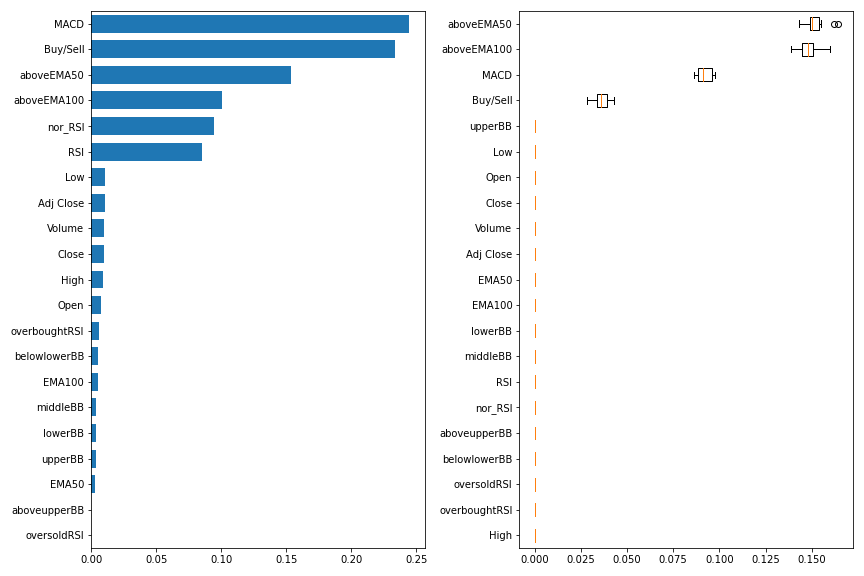 MACD
Buy/Sell
aboveEMA50
aboveEMA100
nor_RSI
RSI
Low
Adj Close
Volume
Close
High
Open
overboughtRSI
belowlowerBB
EMA100
middleBB
lowerBB
upperBB
EMA50
aboveupperBB
oversoldRSI
0.00 0.05 0.10 0.15 0.20 0.25
aboveEMA50
aboveEMA100
MACD
Buy/Sell
upperBB
Low
Open
Close
Volume
Adj Close
EMA50
EMA100
lowerBB
middleBB
RSI
nor_RSI
aboveupperBB
belowlowerBB
oversoldRSI
overboughtRSI
High
0.000 0.025 0.050 0.075 0.100 0.125 0.150